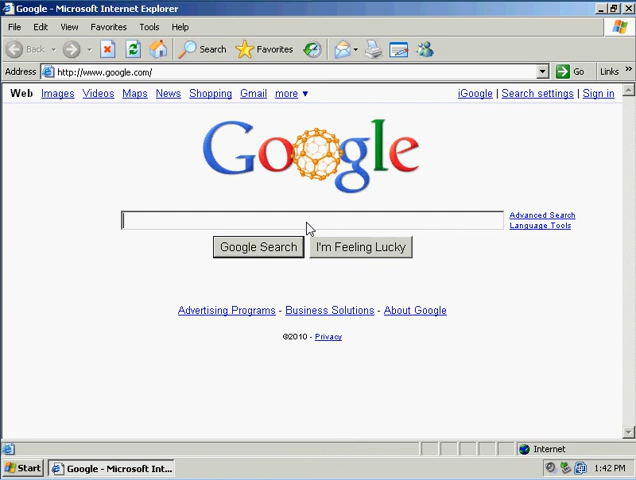 Google - Microsoft Internet Explorer
File Edit View Favorites Tools Help
Back Search Favorites
Address http://www.google.com/ Go Links »
Web Images Videos Maps News Shopping Gmail more ▼ iGoogle | Search settings | Sign in
Google
Advanced Search
Language Tools
Google Search I'm Feeling Lucky
Advertising Programs - Business Solutions - About Google
©2010 - Privacy
Internet
Start Google - Microsoft Int... 1:42 PM